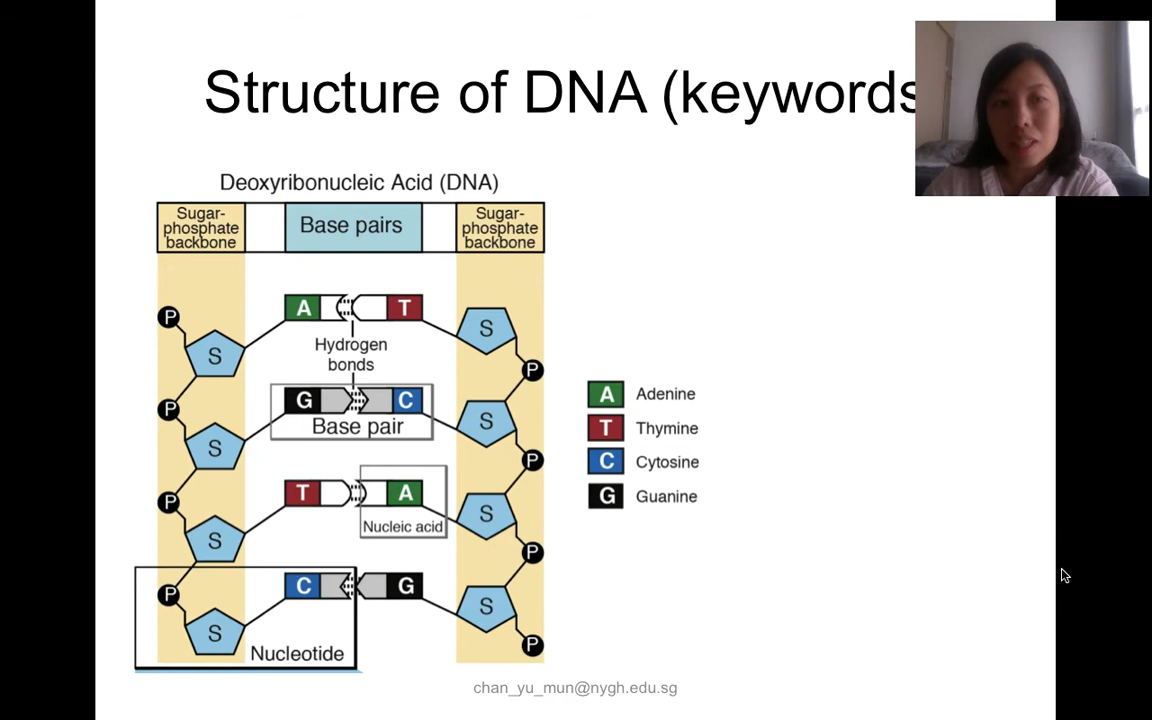 Structure of DNA (keywords
Deoxyribonucleic Acid (DNA)
Sugar-
phosphate
backbone
Base pairs
Sugar-
phosphate
backbone
P
A
T
S
S
Hydrogen
bonds
P
P
G
C
Base pair
S
S
P
P
T
A
Nucleic acid
S
S
P
P
C
G
S
S
Nucleotide
P
A Adenine
T Thymine
C Cytosine
G Guanine
chan_yu_mun@nygh.edu.sg